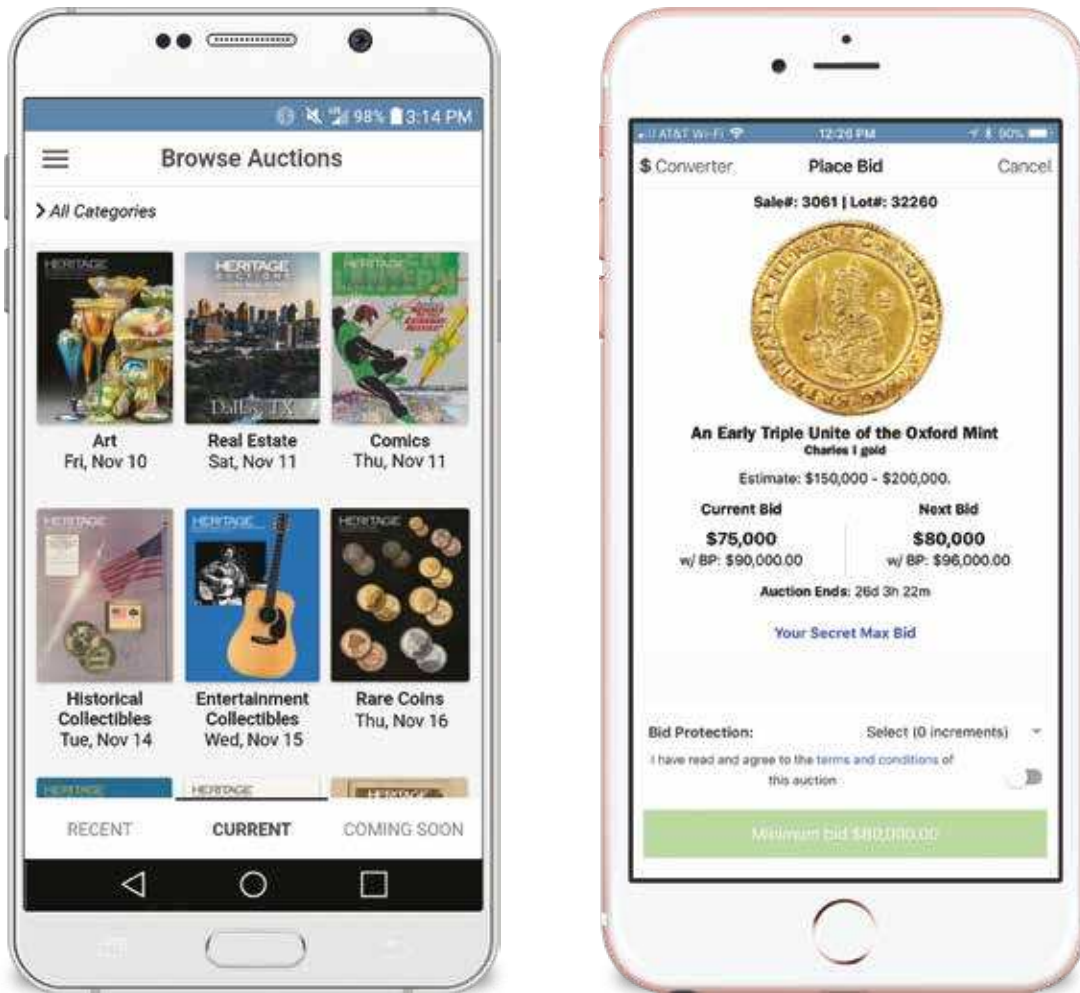 98% 3:14 PM
Browse Auctions
All Categories
HERITAGE
HERITAGE
AUCTIONS
Dallas, TX
HERITAGE
Art
Fri, Nov 10
Real Estate
Sat, Nov 11
Comics
Thu, Nov 11
HERITAGE
HERITAGE
HERITAGE
Historical
Collectibles
Tue, Nov 14
Entertainment
Collectibles
Wed, Nov 15
Rare Coins
Thu, Nov 16
HERITAGE
HERITAGE
HERITAGE
RECENT CURRENT COMING SOON
AT&T Wi-Fi 12:26 PM 90%
$ Converter Place Bid Cancel
Sale#: 3061 | Lot#: 32260
An Early Triple Unite of the Oxford Mint
Charles I gold
Estimate: $150,000 - $200,000.
Current Bid Next Bid
$75,000 $80,000
w/ BP: $90,000.00 w/ BP: $96,000.00
Auction Ends: 26d 3h 22m
Your Secret Max Bid
Bid Protection: Select (0 increments)
I have read and agree to the terms and conditions of
this auction
Minimum bid $80,000.00